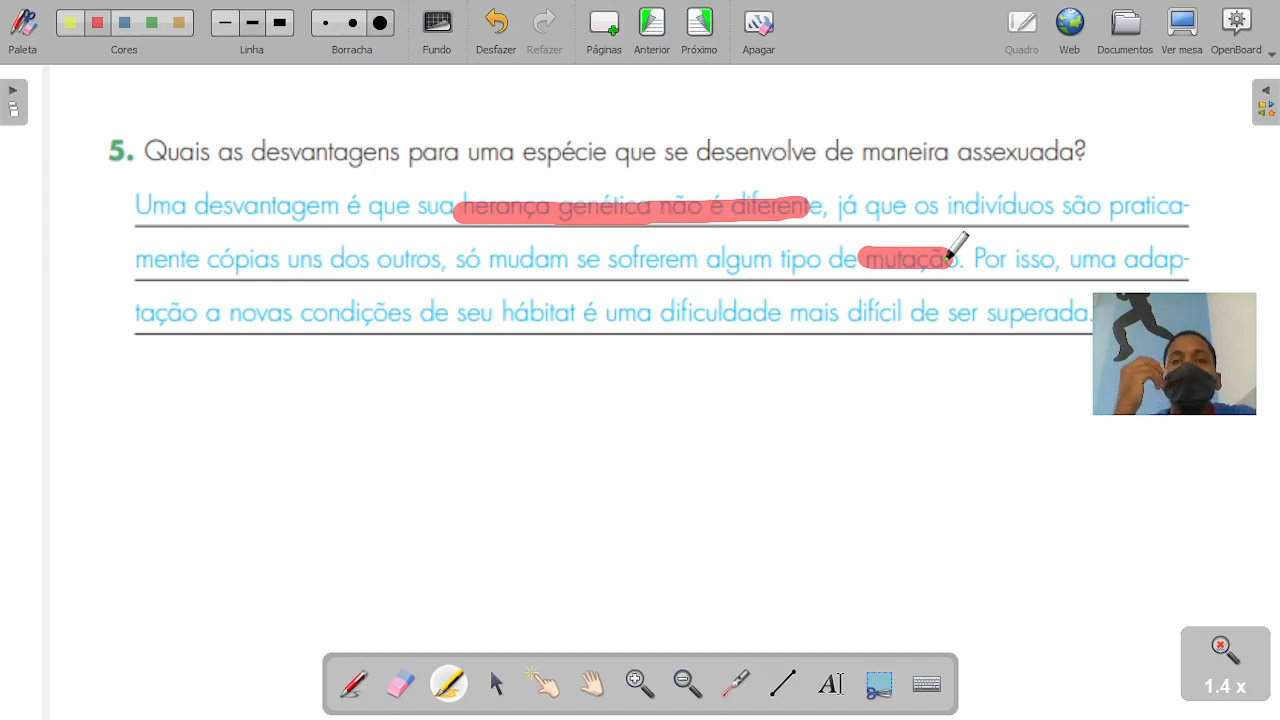 Paleta
Cores
Linha
Borracha
Fundo
Desfazer
Refazer
Páginas
Anterior
Próximo
Apagar
Quadro
Web
Documentos
Ver mesa
OpenBoard
5. Quais as desvantagens para uma espécie que se desenvolve de maneira assexuada?
Uma desvantagem é que sua herança genética não é diferente, já que os indivíduos são pratica-
mente cópias uns dos outros, só mudam se sofrerem algum tipo de mutação. Por isso, uma adap-
tação a novas condições de seu hábitat é uma dificuldade mais difícil de ser superada.
AI
1.4 x